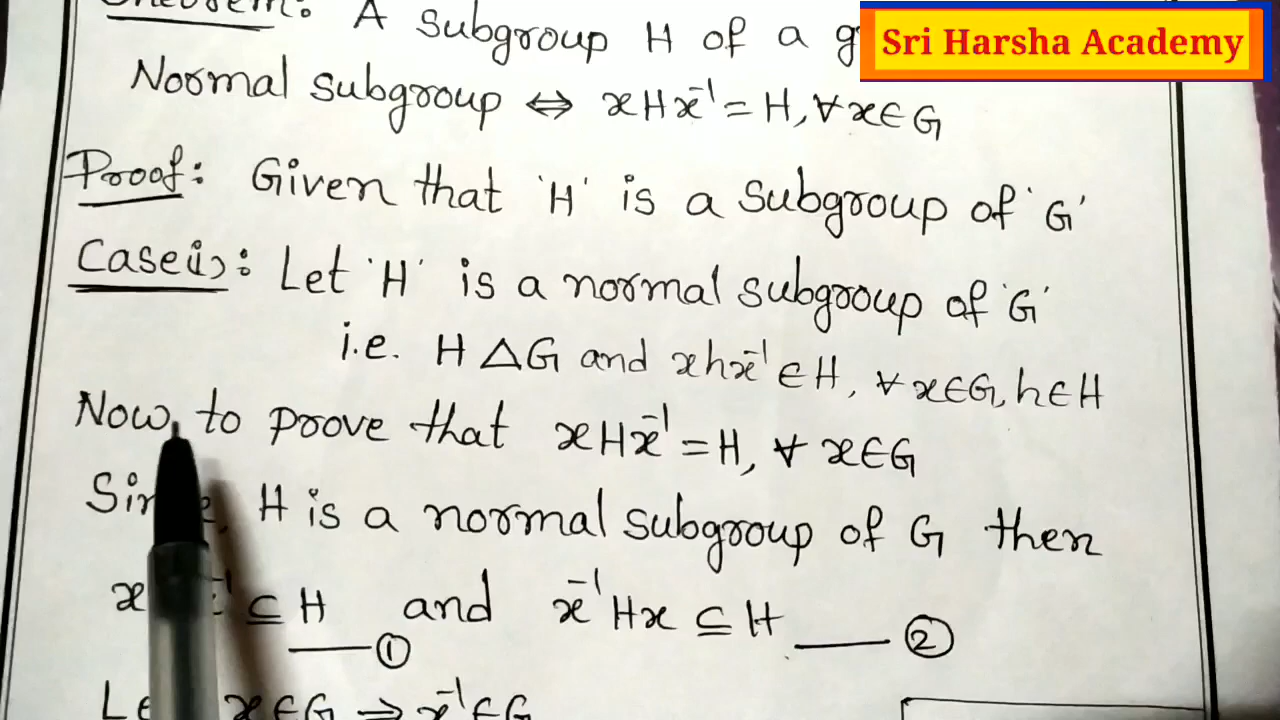 Theorem: A Subgroup H of a
Sri Harsha Academy
Normal subgroup ⇔ xHx⁻¹ = H, ∀ x∈G
Proof: Given that 'H' is a subgroup of 'G'
Case(i): Let 'H' is a normal subgroup of 'G'
i.e. H △ G and xhx⁻¹ ∈ H, ∀ x∈G, h∈H
Now, to prove that xHx⁻¹ = H, ∀ x∈G
H is a normal subgroup of G then
⊆ H and x⁻¹Hx ⊆ H —— ②
—— ①
x∈G ⇒ x⁻¹∈G